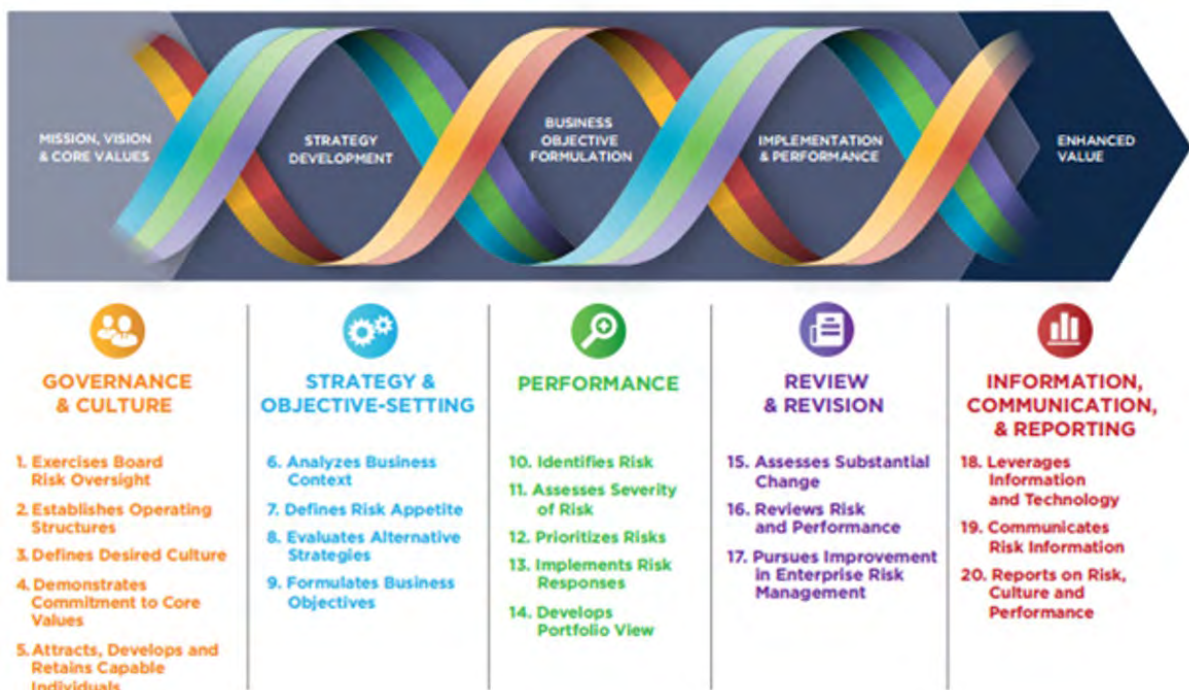 MISSION, VISION
& CORE VALUES
STRATEGY
DEVELOPMENT
BUSINESS
OBJECTIVE
FORMULATION
IMPLEMENTATION
& PERFORMANCE
ENHANCED
VALUE
GOVERNANCE
& CULTURE
1. Exercises Board
Risk Oversight
2. Establishes Operating
Structures
3. Defines Desired Culture
4. Demonstrates
Commitment to Core
Values
5. Attracts, Develops and
Retains Capable
Individuals
STRATEGY &
OBJECTIVE-SETTING
6. Analyzes Business
Context
7. Defines Risk Appetite
8. Evaluates Alternative
Strategies
9. Formulates Business
Objectives
PERFORMANCE
10. Identifies Risk
11. Assesses Severity
of Risk
12. Prioritizes Risks
13. Implements Risk
Responses
14. Develops
Portfolio View
REVIEW
& REVISION
15. Assesses Substantial
Change
16. Reviews Risk
and Performance
17. Pursues Improvement
in Enterprise Risk
Management
INFORMATION,
COMMUNICATION,
& REPORTING
18. Leverages
Information
and Technology
19. Communicates
Risk Information
20. Reports on Risk,
Culture and
Performance